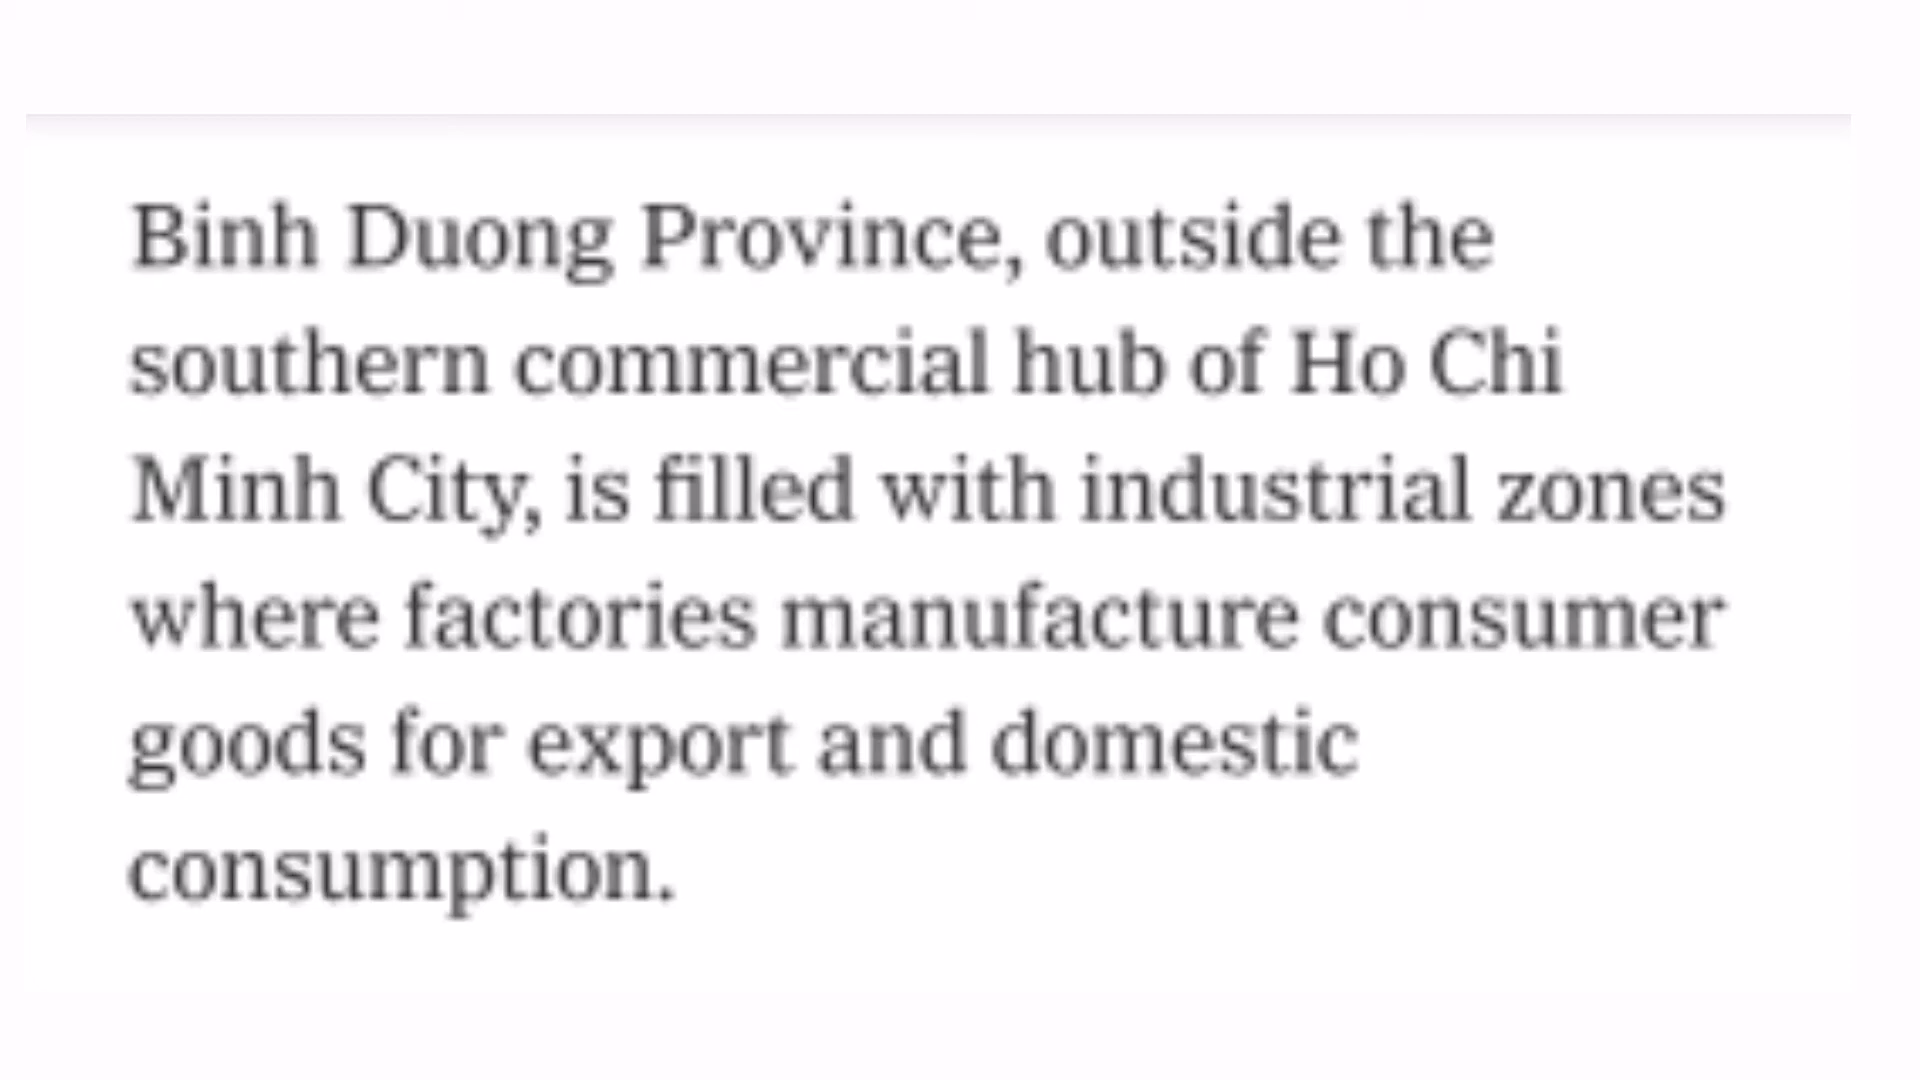 Binh Duong Province, outside the
southern commercial hub of Ho Chi
Minh City, is filled with industrial zones
where factories manufacture consumer
goods for export and domestic
consumption.